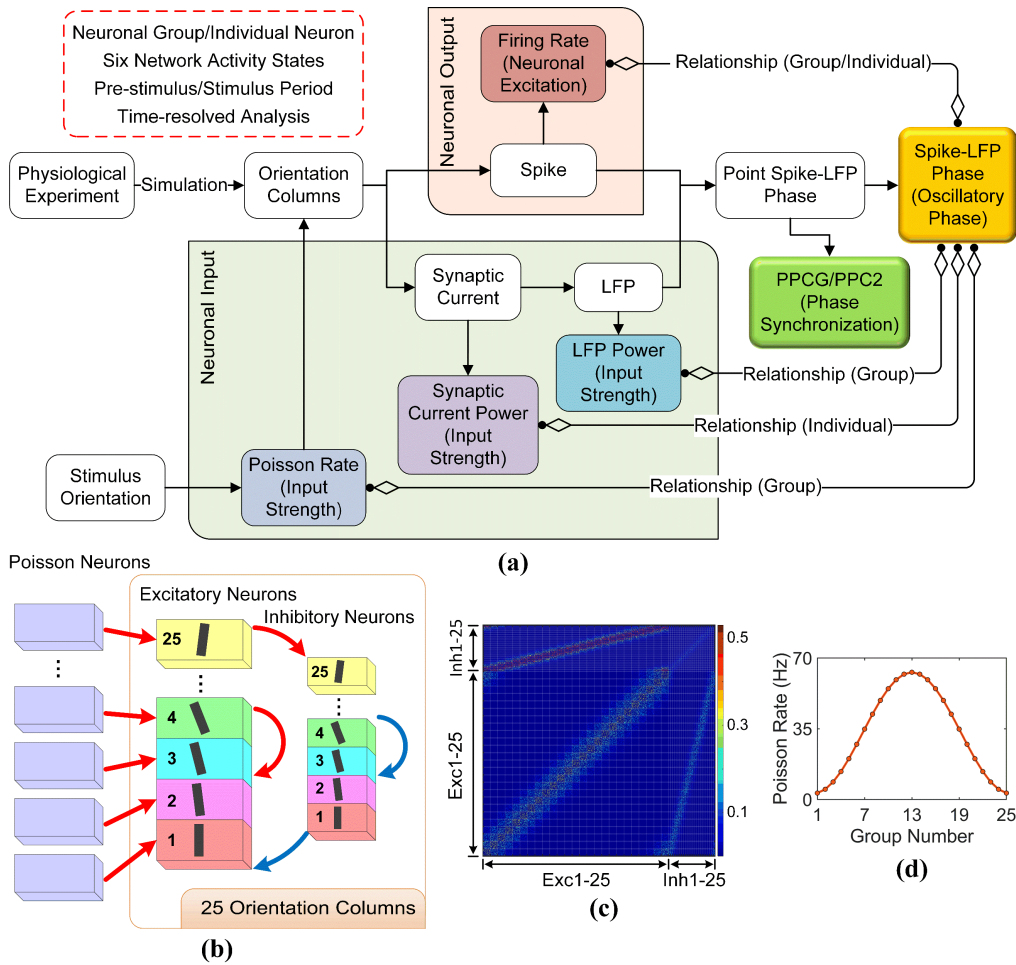 Neuronal Group/Individual Neuron
Six Network Activity States
Pre-stimulus/Stimulus Period
Time-resolved Analysis
Neuronal Output
Firing Rate
(Neuronal
Excitation)
Relationship (Group/Individual)
Physiological
Experiment
Simulation
Orientation
Columns
Spike
Point Spike-LFP
Phase
Spike-LFP
Phase
(Oscillatory
Phase)
Neuronal Input
Synaptic
Current
LFP
PPCG/PPC2
(Phase
Synchronization)
LFP Power
(Input
Strength)
Relationship (Group)
Synaptic
Current Power
(Input
Strength)
Relationship (Individual)
Stimulus
Orientation
Poisson Rate
(Input
Strength)
Relationship (Group)
(a)
Poisson Neurons
Excitatory Neurons
Inhibitory Neurons
25
...
4
3
2
1
25
...
4
3
2
1
...
25 Orientation Columns
(b)
Inh1-25
Exc1-25
Exc1-25
Inh1-25
0.5
0.3
0.1
(c)
Poisson Rate (Hz)
70
35
0
1
7
13
19
25
Group Number
(d)